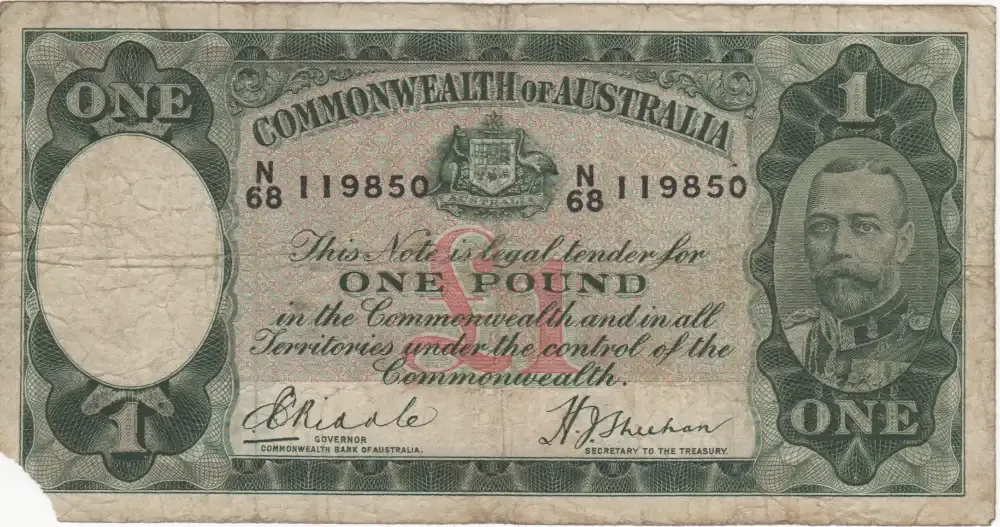 ONE
1
COMMONWEALTH OF AUSTRALIA
N
68 119850
N
68 119850
AUSTRALIA
This Note is legal tender for
ONE POUND
in the Commonwealth and in all
Territories under the control of the
Commonwealth.
£1
E C Riddle
GOVERNOR
COMMONWEALTH BANK OF AUSTRALIA.
H. J. Sheehan
SECRETARY TO THE TREASURY.
1
ONE